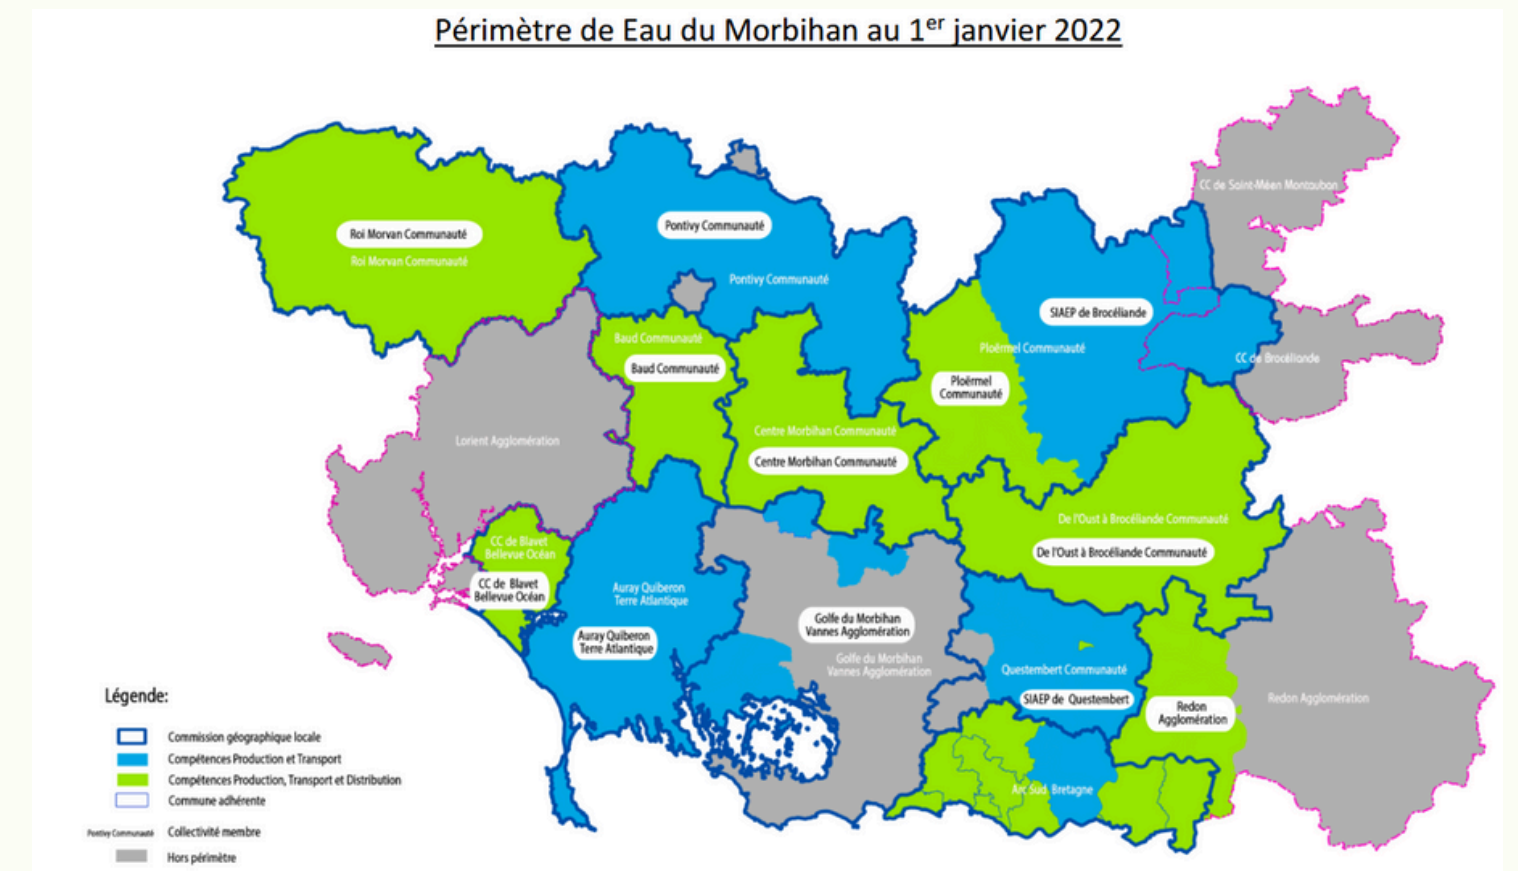 Périmètre de Eau du Morbihan au 1er janvier 2022
CC de Saint-Méen Montauban
Roi Morvan Communauté
Roi Morvan Communauté
Pontivy Communauté
Pontivy Communauté
SIAEP de Brocéliande
Ploërmel Communauté
CC de Brocéliande
Baud Communauté
Baud Communauté
Ploërmel
Communauté
Lorient Agglomération
Centre Morbihan Communauté
Centre Morbihan Communauté
De l'Oust à Brocéliande Communauté
De l'Oust à Brocéliande Communauté
CC de Blavet
Bellevue Océan
CC de Blavet
Bellevue Océan
Auray Quiberon
Terre Atlantique
Auray Quiberon
Terre Atlantique
Golfe du Morbihan
Vannes Agglomération
Golfe du Morbihan
Vannes Agglomération
Questembert Communauté
SIAEP de Questembert
Redon
Agglomération
Redon Agglomération
Arc Sud Bretagne
Légende:
Commission géographique locale
Compétences Production et Transport
Compétences Production, Transport et Distribution
Commune adhérente
Pontivy Communauté Collectivité membre
Hors périmètre